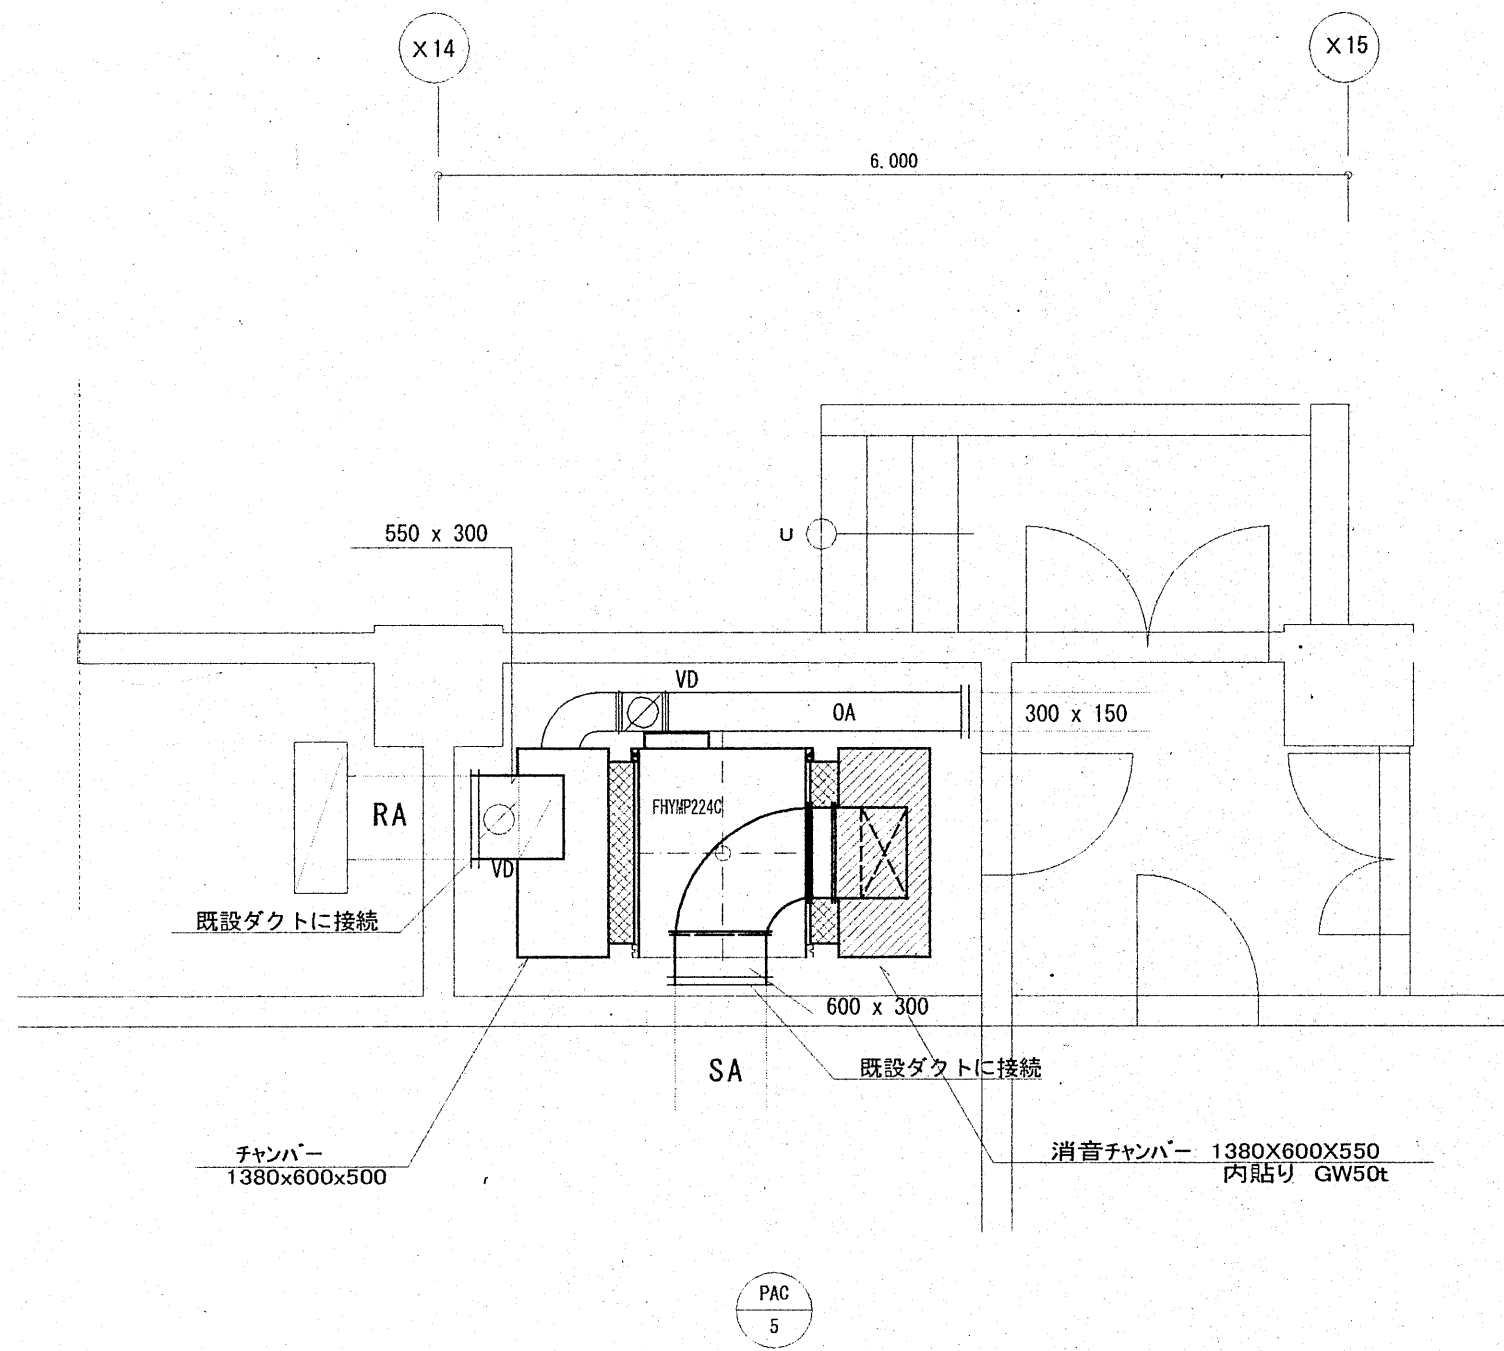 X14
X15
6.000
550 x 300
U
VD
OA
300 x 150
RA
FHYMP224C
VD
既設ダクトに接続
600 x 300
SA
既設ダクトに接続
チャンバー
1380x600x500
消音チャンバー 1380X600X550
内貼り GW50t
PAC
5